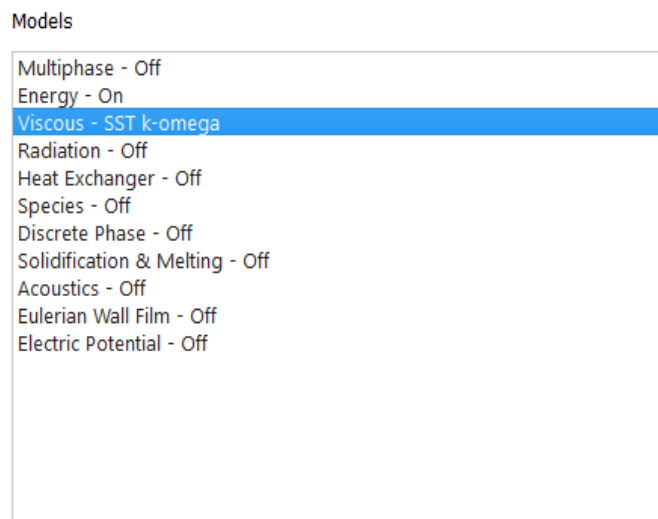 Models
Multiphase - Off
Energy - On
Viscous - SST k-omega
Radiation - Off
Heat Exchanger - Off
Species - Off
Discrete Phase - Off
Solidification & Melting - Off
Acoustics - Off
Eulerian Wall Film - Off
Electric Potential - Off